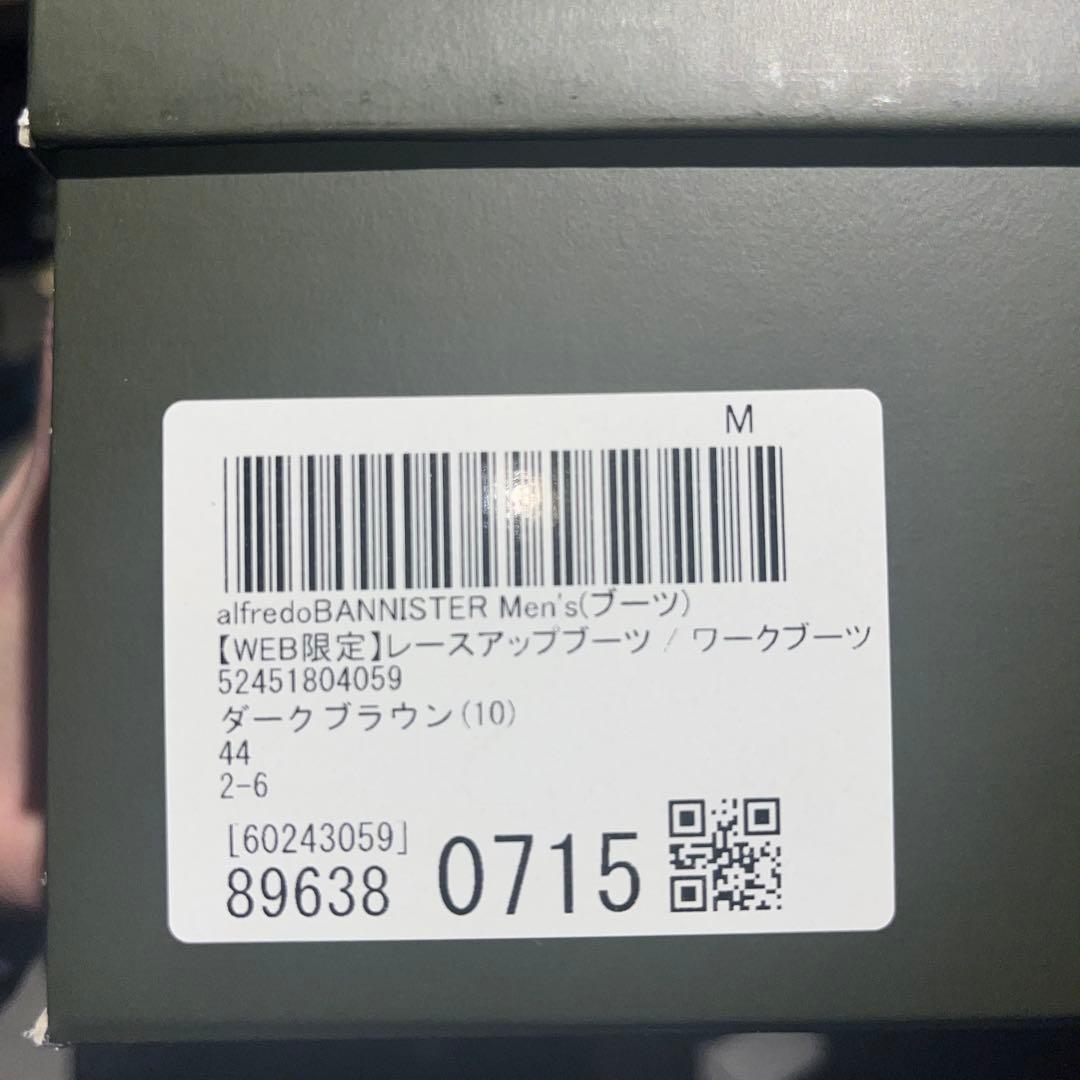 M
alfredoBANNISTER Men's(ブーツ)
【WEB限定】レースアップブーツ / ワークブーツ
52451804059
ダークブラウン(10)
44
2-6
[60243059]
89638 0715